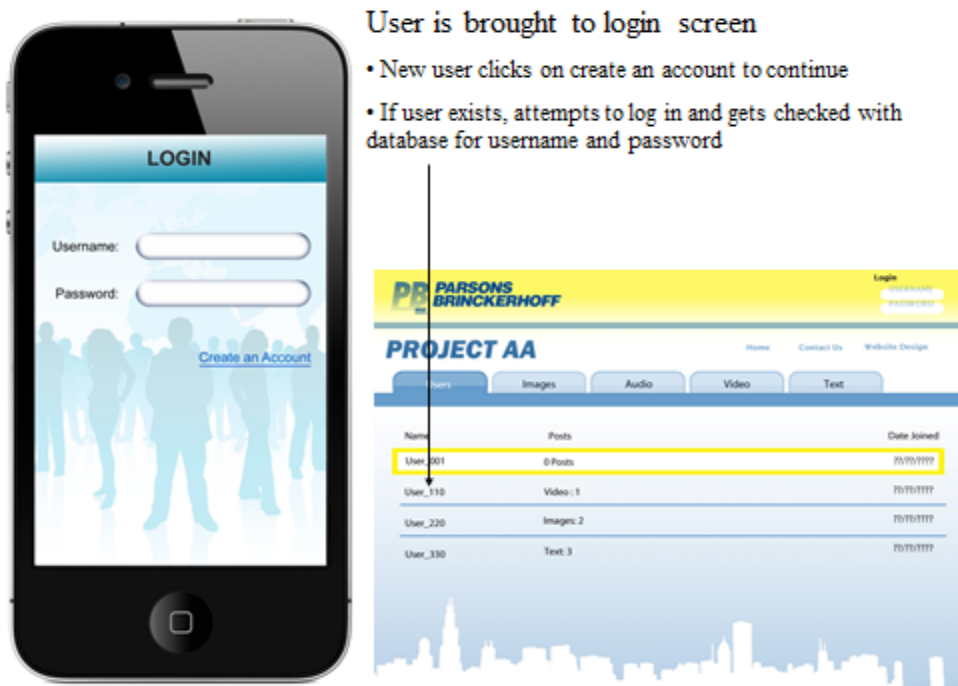 User is brought to login screen
• New user clicks on create an account to continue
• If user exists, attempts to log in and gets checked with
database for username and password
LOGIN
Username:
Password:
Create an Account
PB PARSONS
BRINCKERHOFF
Login
USERNAME
PASSWORD
PROJECT AA
Home Contact Us Website Design
Users Images Audio Video Text
Name Posts Date Joined
User_001 0 Posts ??/??/????
User_110 Video : 1 ??/??/????
User_220 Images: 2 ??/??/????
User_330 Text: 3 ??/??/????